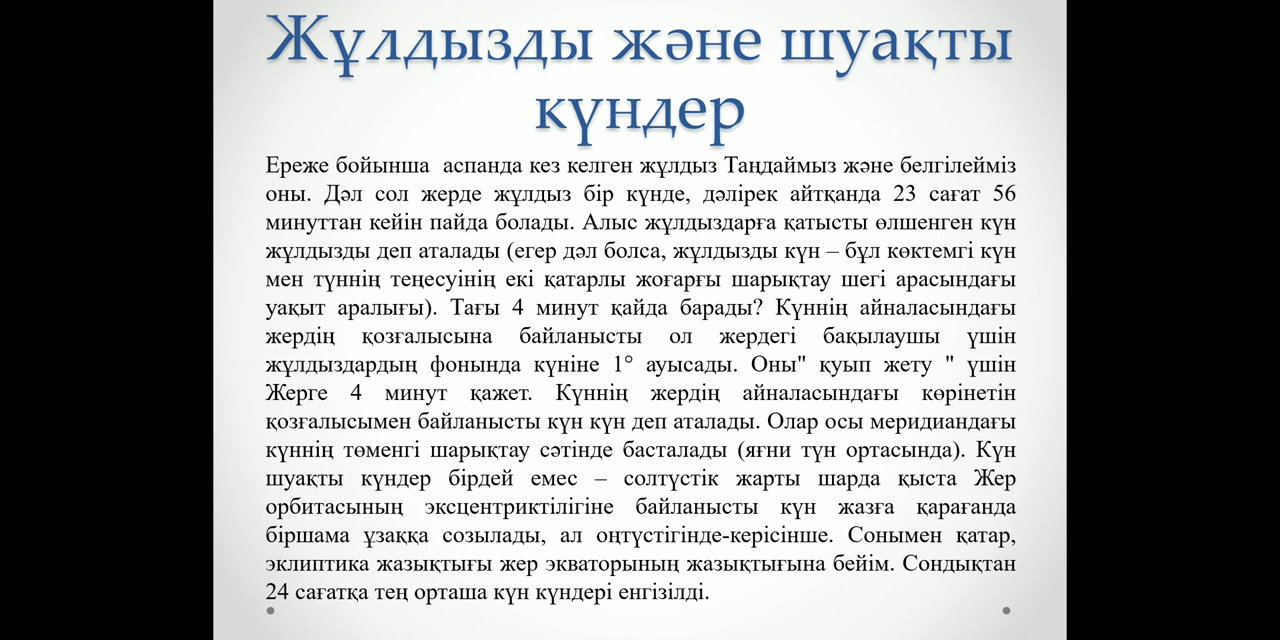 Жұлдызды және шуақты
күндер
Ереже бойынша аспанда кез келген жұлдыз Таңдаймыз және белгілейміз
оны. Дәл сол жерде жұлдыз бір күнде, дәлірек айтқанда 23 сағат 56
минуттан кейін пайда болады. Алыс жұлдыздарға қатысты өлшенген күн
жұлдызды деп аталады (егер дәл болса, жұлдызды күн – бұл көктемгі күн
мен түннің теңесуінің екі қатарлы жоғарғы шарықтау шегі арасындағы
уақыт аралығы). Тағы 4 минут қайда барады? Күннің айналасындағы
жердің қозғалысына байланысты ол жердегі бақылаушы үшін
жұлдыздардың фонында күніне 1° ауысады. Оны" қуып жету " үшін
Жерге 4 минут қажет. Күннің жердің айналасындағы көрінетін
қозғалысымен байланысты күн күн деп аталады. Олар осы меридиандағы
күннің төменгі шарықтау сәтінде басталады (яғни түн ортасында). Күн
шуақты күндер бірдей емес – солтүстік жарты шарда қыста Жер
орбитасының эксцентриктілігіне байланысты күн жазға қарағанда
біршама ұзаққа созылады, ал оңтүстігінде-керісінше. Сонымен қатар,
эклиптика жазықтығы жер экваторының жазықтығына бейім. Сондықтан
24 сағатқа тең орташа күн күндері енгізілді.